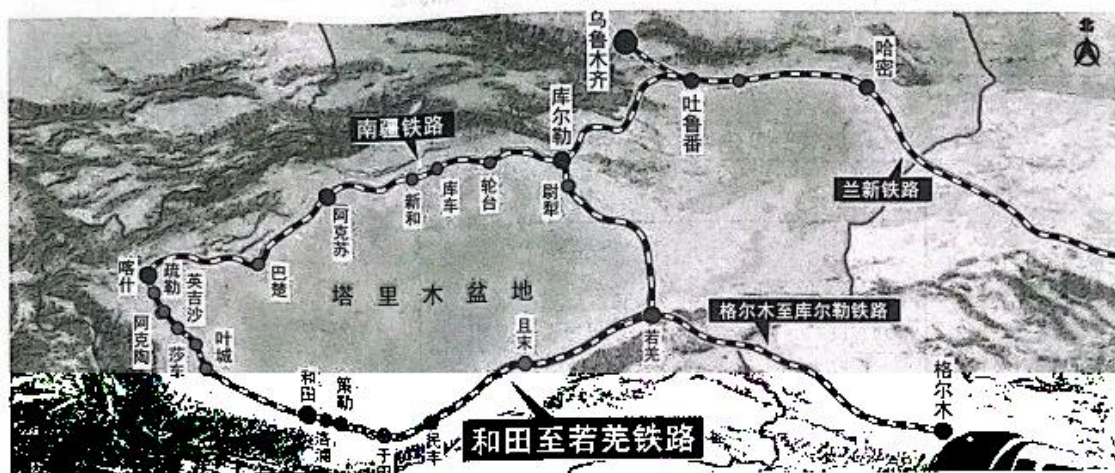 北
乌鲁木齐
哈密
吐鲁番
库尔勒
南疆铁路
兰新铁路
轮台
库车
新和
尉犁
阿克苏
巴楚
喀什
疏勒
英吉沙
阿克陶
莎车
叶城
塔里木盆地
格尔木至库尔勒铁路
且末
若羌
格尔木
和田
策勒
洛浦
于田
民丰
和田至若羌铁路